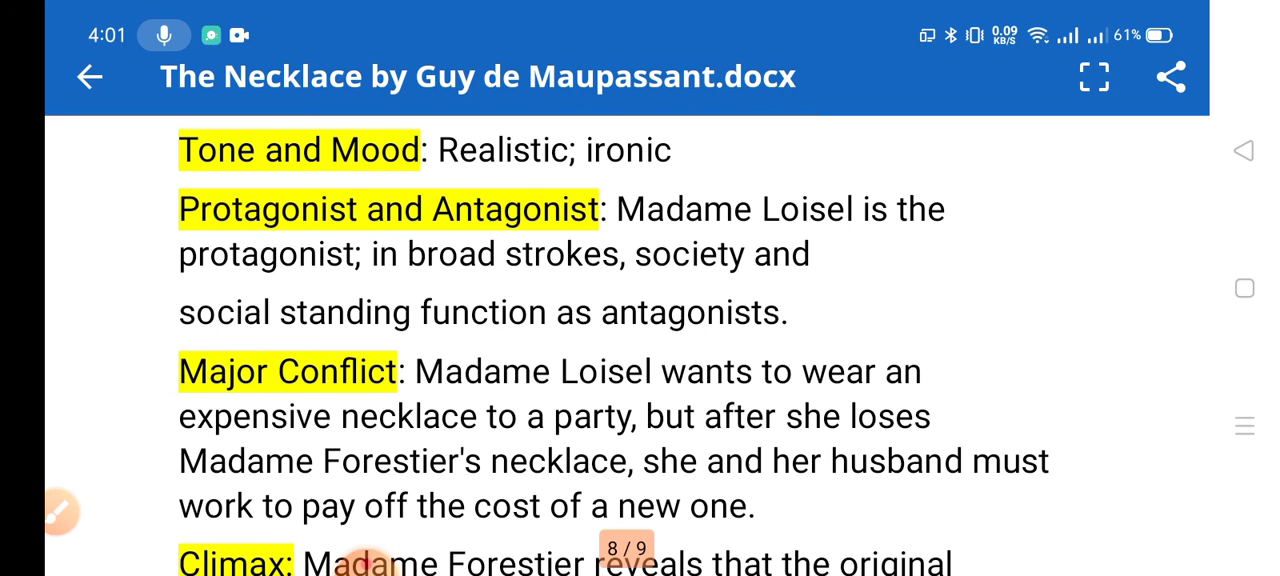 4:01
0.09
KB/S
61%
The Necklace by Guy de Maupassant.docx
Tone and Mood: Realistic; ironic
Protagonist and Antagonist: Madame Loisel is the
protagonist; in broad strokes, society and
social standing function as antagonists.
Major Conflict: Madame Loisel wants to wear an
expensive necklace to a party, but after she loses
Madame Forestier's necklace, she and her husband must
work to pay off the cost of a new one.
8 / 9
Climax: Madame Forestier reveals that the original